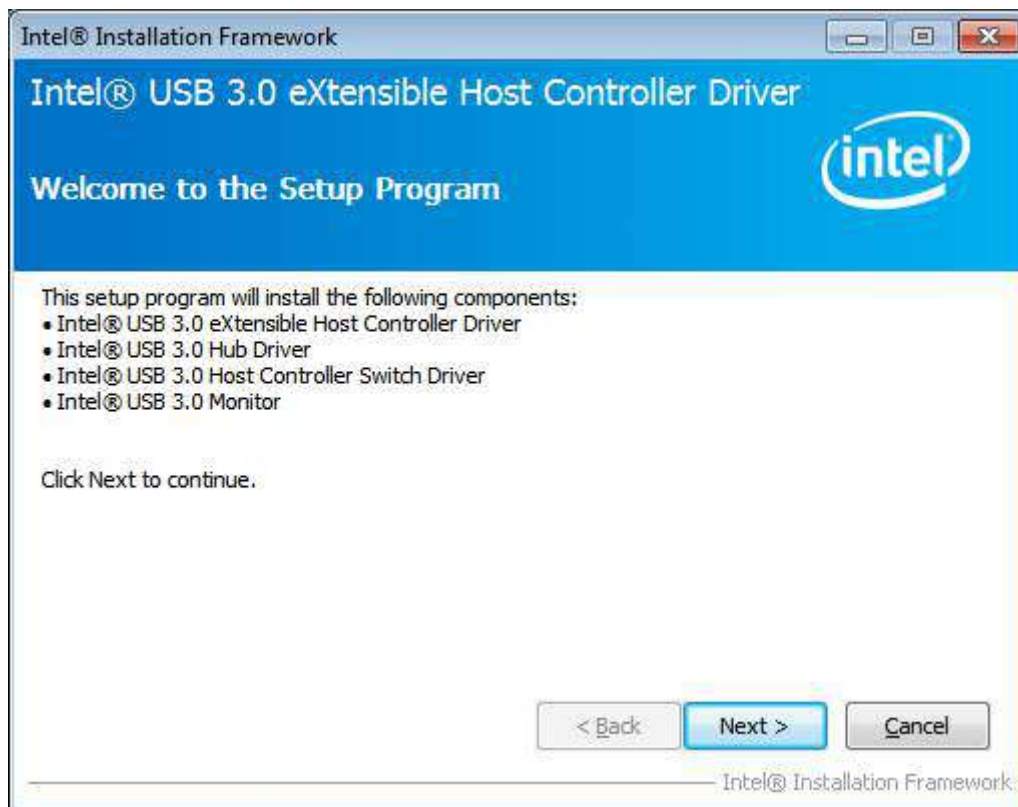 Intel® Installation Framework
Intel® USB 3.0 eXtensible Host Controller Driver
intel
Welcome to the Setup Program
This setup program will install the following components:
• Intel® USB 3.0 eXtensible Host Controller Driver
• Intel® USB 3.0 Hub Driver
• Intel® USB 3.0 Host Controller Switch Driver
• Intel® USB 3.0 Monitor
Click Next to continue.
< Back Next > Cancel
Intel® Installation Framework